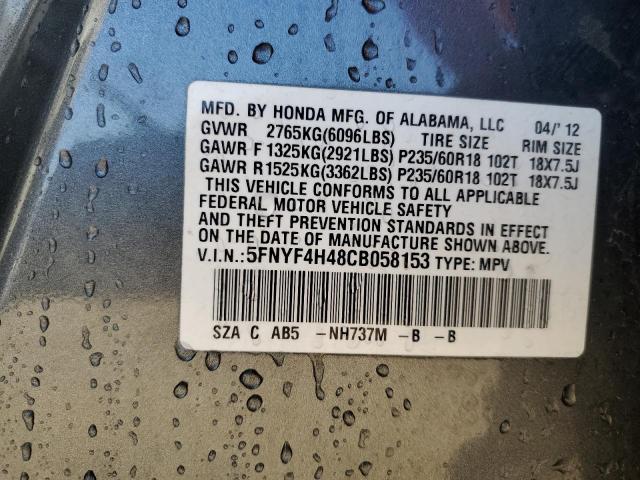 MFD. BY HONDA MFG. OF ALABAMA, LLC 04/' 12
GVWR 2765KG(6096LBS) TIRE SIZE RIM SIZE
GAWR F 1325KG(2921LBS) P235/60R18 102T 18X7.5J
GAWR R1525KG(3362LBS) P235/60R18 102T 18X7.5J
THIS VEHICLE CONFORMS TO ALL APPLICABLE
FEDERAL MOTOR VEHICLE SAFETY
AND THEFT PREVENTION STANDARDS IN EFFECT
ON THE DATE OF MANUFACTURE SHOWN ABOVE.
V.I.N.:5FNYF4H48CB058153 TYPE: MPV
SZA C AB5 -NH737M -B -B